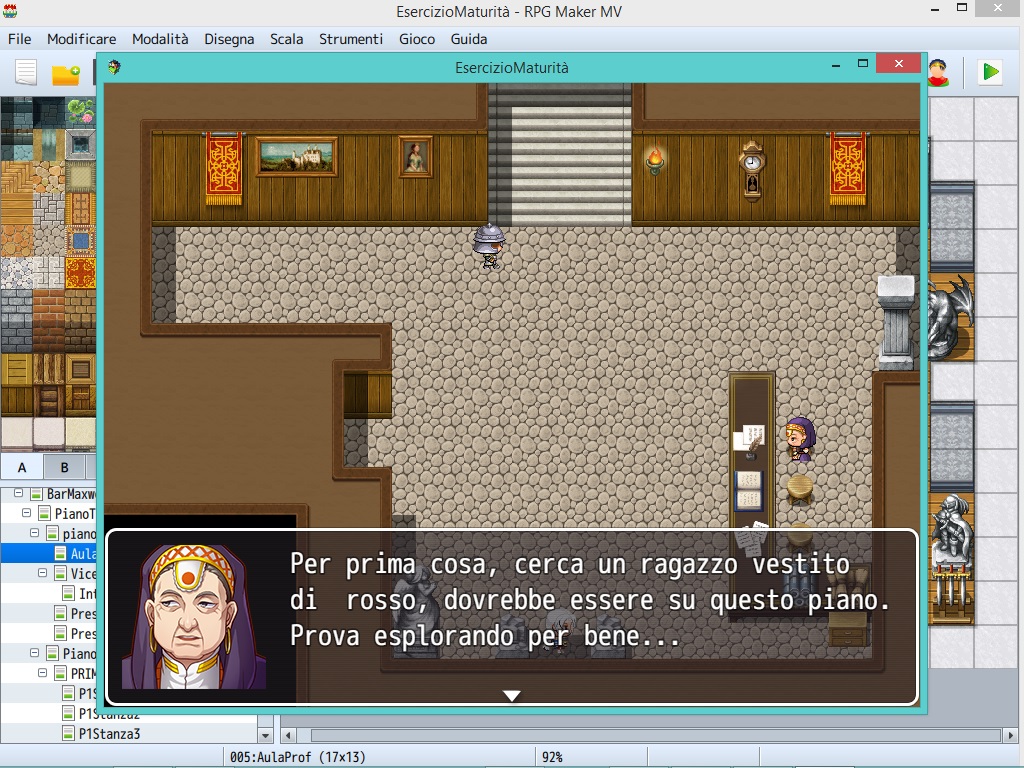 EsercizioMaturità - RPG Maker MV
File Modificare Modalità Disegna Scala Strumenti Gioco Guida
EsercizioMaturità
Per prima cosa, cerca un ragazzo vestito
di rosso, dovrebbe essere su questo piano.
Prova esplorando per bene...
A B
BarMaxw
PianoT
piano
Aula
Vice
Int
Pres
Pres
Piano
PRIM
P1S
P1Stanza2
P1Stanza3
005:AulaProf (17x13) 92%